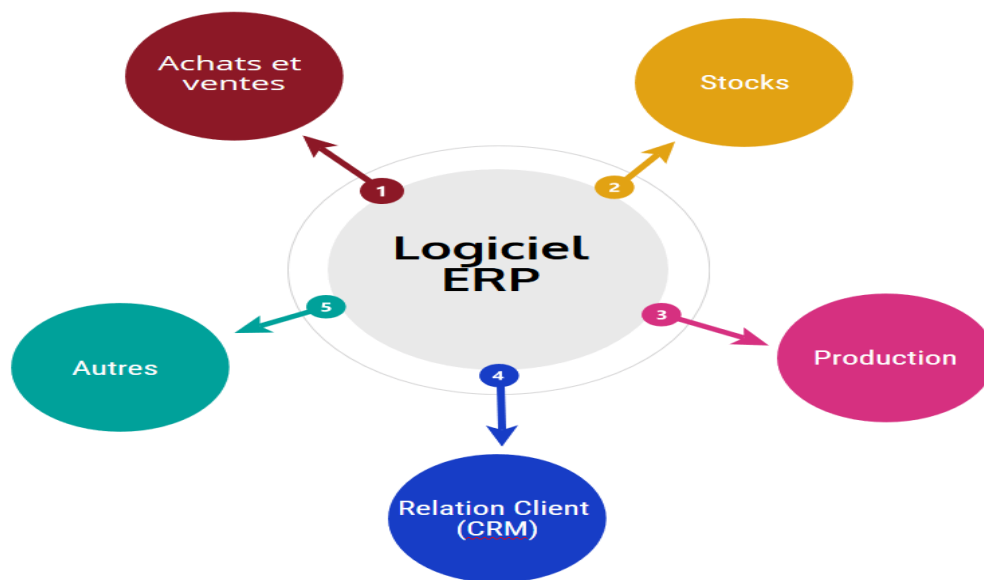 Achats et
ventes
Stocks
1
2
Logiciel
ERP
5
3
Autres
Production
4
Relation Client
(CRM)